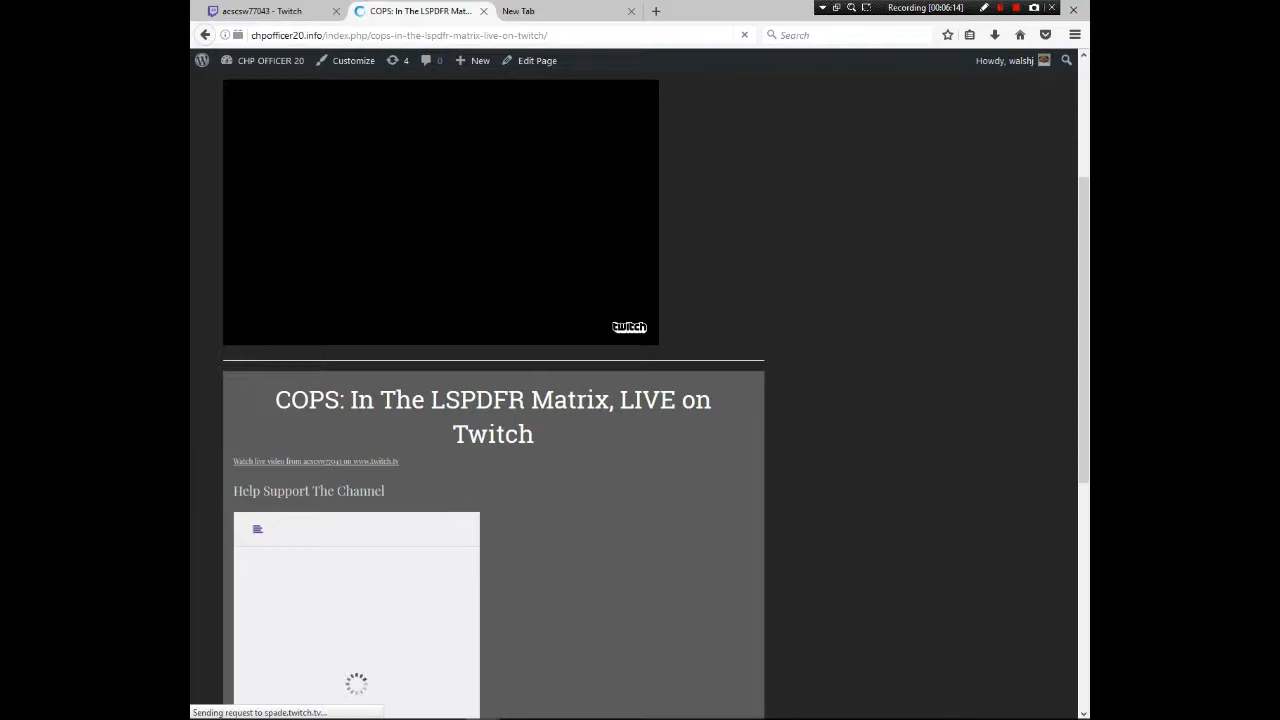 acscsw77043 - Twitch
COPS: In The LSPDFR Mat...
New Tab
Recording [00:06:14]
chpofficer20.info/index.php/cops-in-the-lspdfr-matrix-live-on-twitch/
Search
CHP OFFICER 20
Customize
4
0
New
Edit Page
Howdy, walshj
twitch
COPS: In The LSPDFR Matrix, LIVE on
Twitch
Watch live video from acscsw77043 on www.twitch.tv
Help Support The Channel
Sending request to spade.twitch.tv...